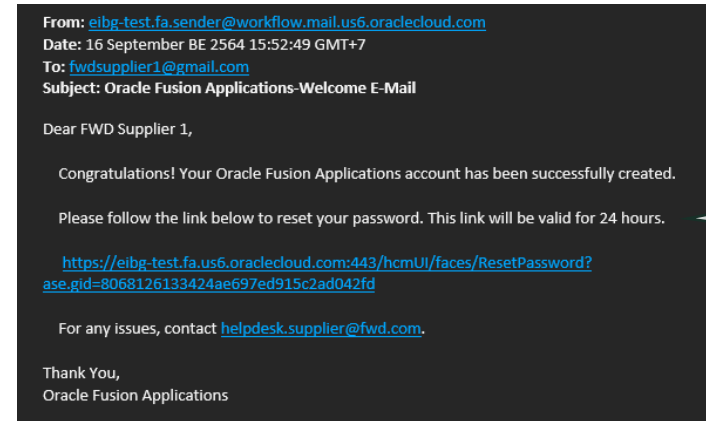 From: eibg-test.fa.sender@workflow.mail.us6.oraclecloud.com
Date: 16 September BE 2564 15:52:49 GMT+7
To: fwdsupplier1@gmail.com
Subject: Oracle Fusion Applications-Welcome E-Mail
Dear FWD Supplier 1,
Congratulations! Your Oracle Fusion Applications account has been successfully created.
Please follow the link below to reset your password. This link will be valid for 24 hours.
https://eibg-test.fa.us6.oraclecloud.com:443/hcmUI/faces/ResetPassword?
ase.gid=8068126133424ae697ed915c2ad042fd
For any issues, contact helpdesk.supplier@fwd.com.
Thank You,
Oracle Fusion Applications